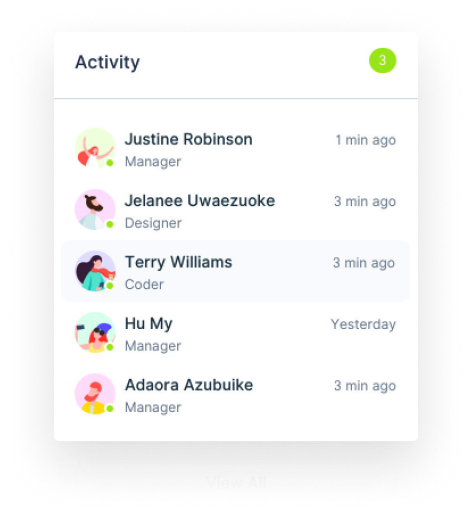 Activity
3
Justine Robinson
1 min ago
Manager
Jelanee Uwaezuoke
3 min ago
Designer
Terry Williams
3 min ago
Coder
Hu My
Yesterday
Manager
Adaora Azubuike
3 min ago
Manager
View All